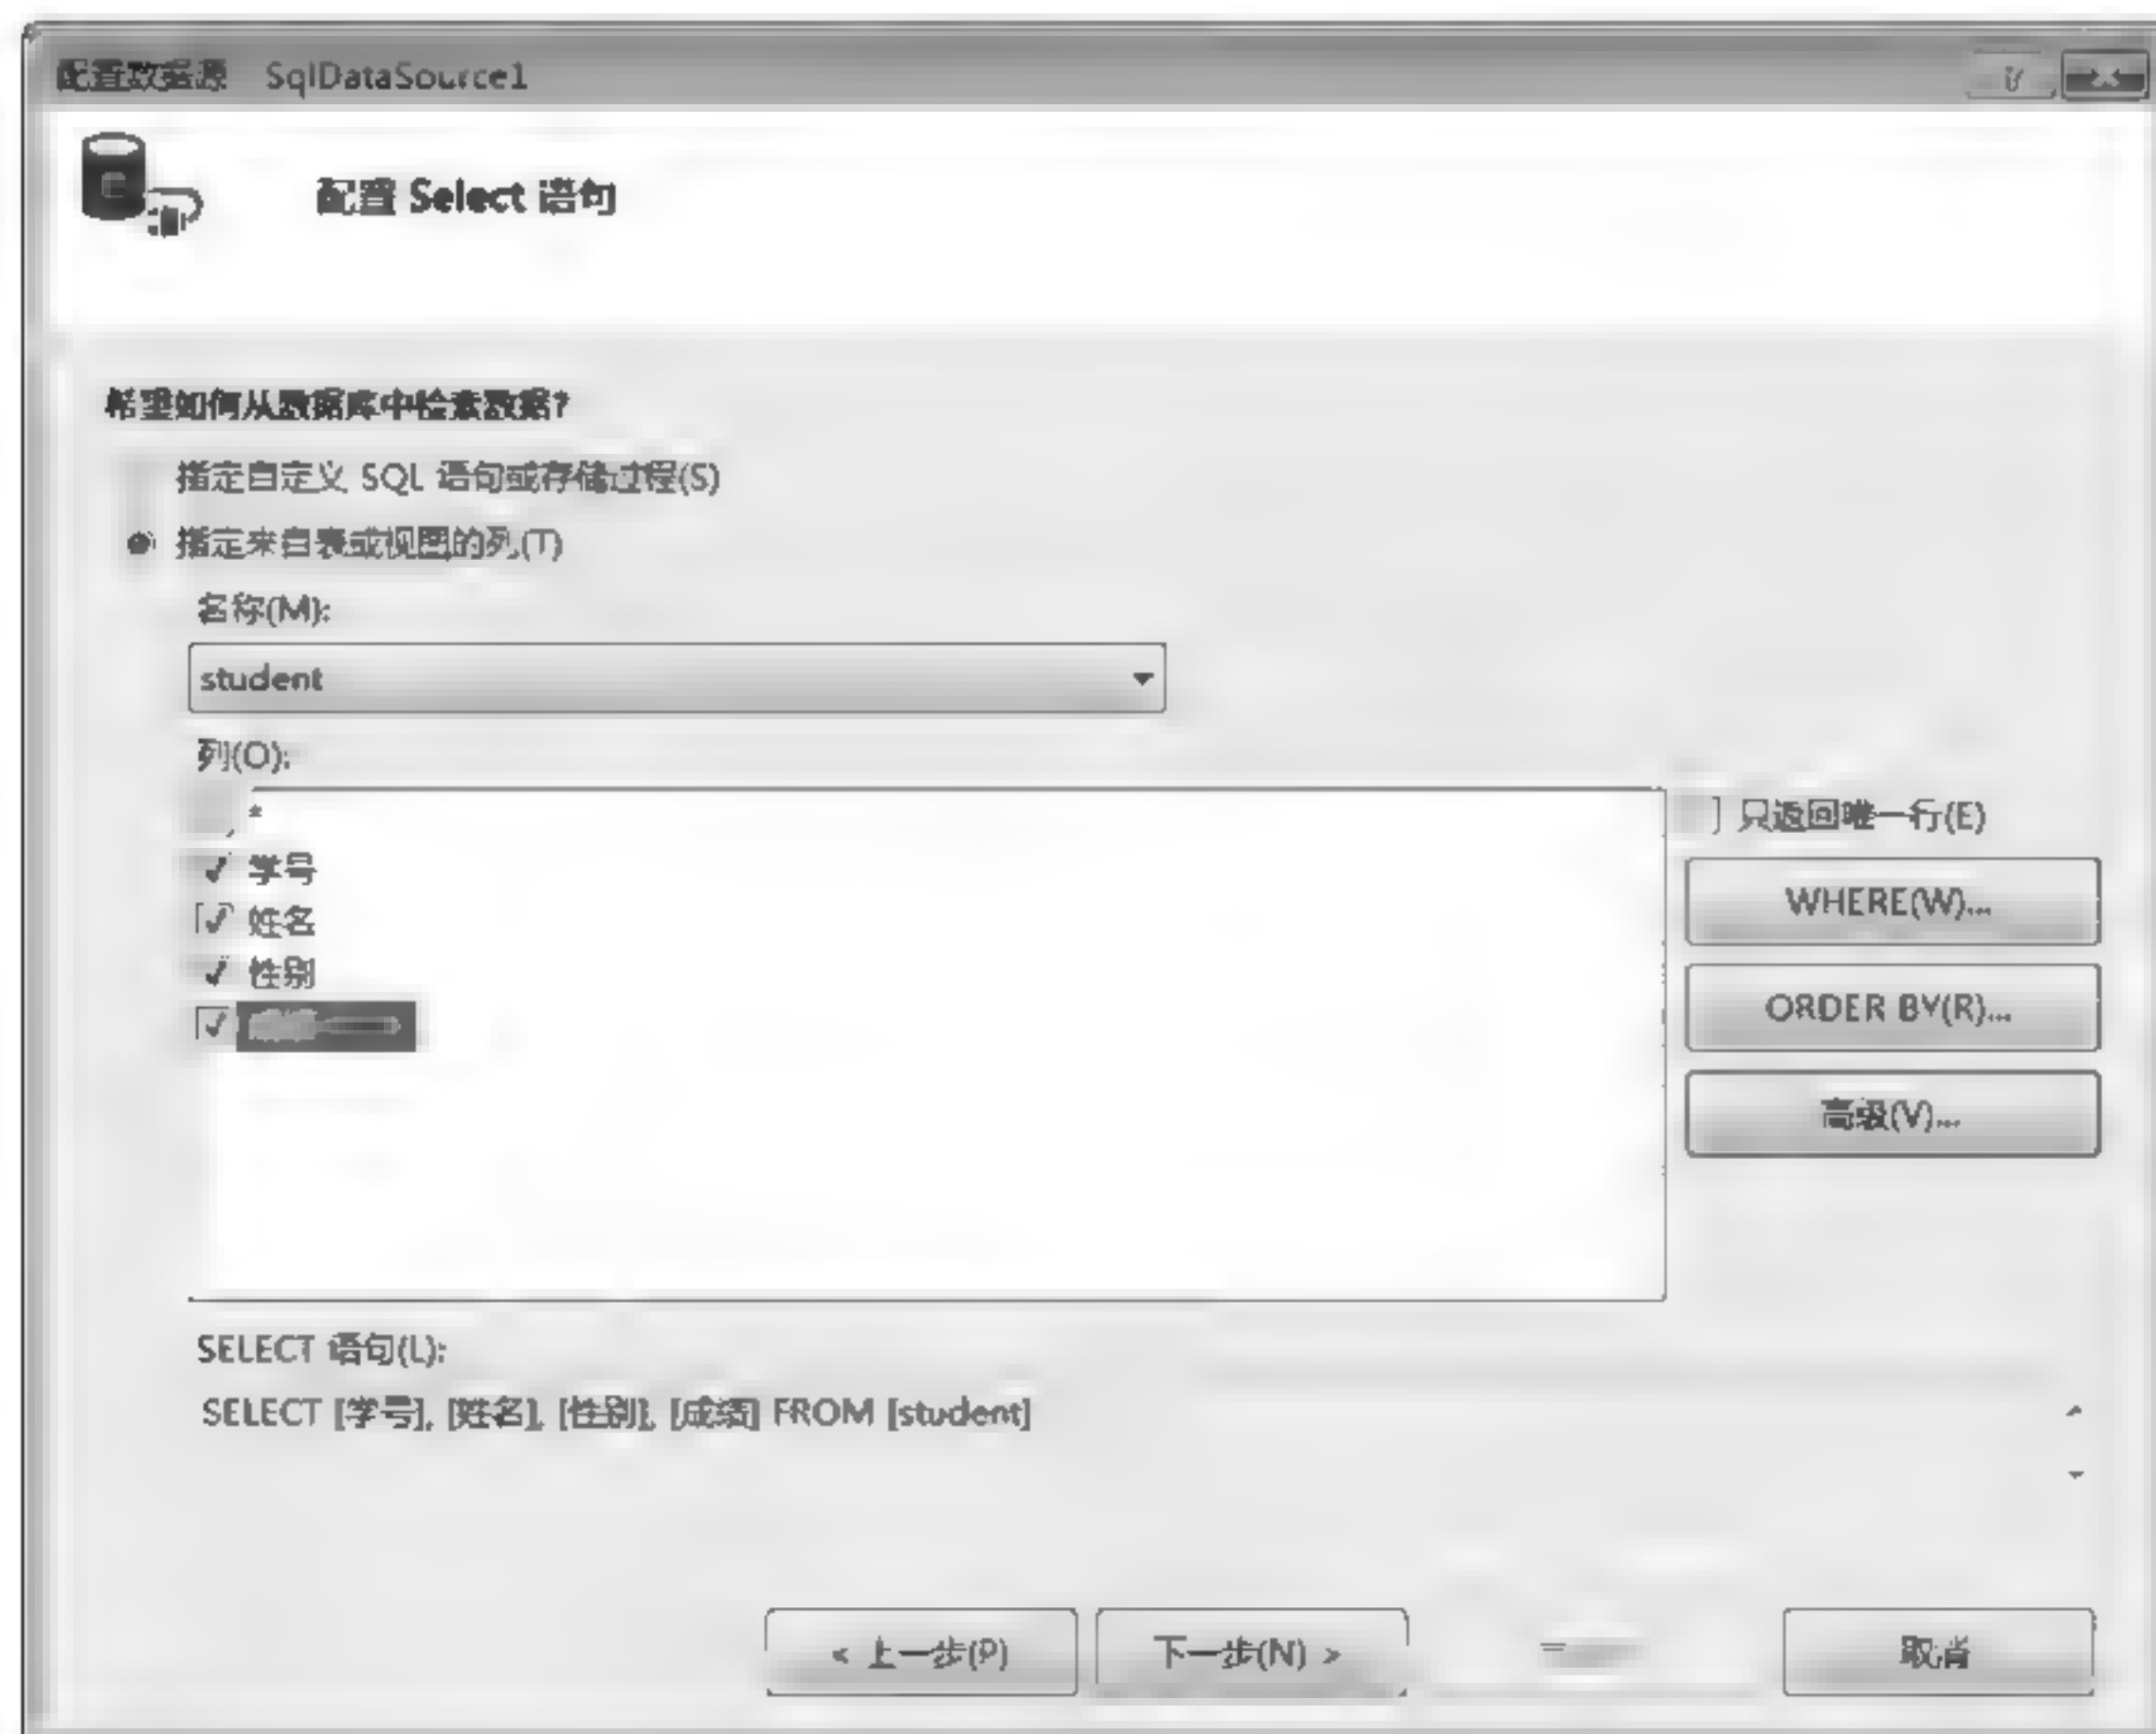 配置数据源 SqlDataSource1
配置 Select 语句
希望如何从数据库中检索数据?
指定自定义 SQL 语句或存储过程(S)
指定来自表或视图的列(T)
名称(M):
student
列(O):
*
只返回唯一行(E)
学号
WHERE(W)...
姓名
性别
ORDER BY(R)...
高级(V)...
SELECT 语句(L):
SELECT [学号], [姓名], [性别], [成绩] FROM [student]
< 上一步(P)
下一步(N) >
取消